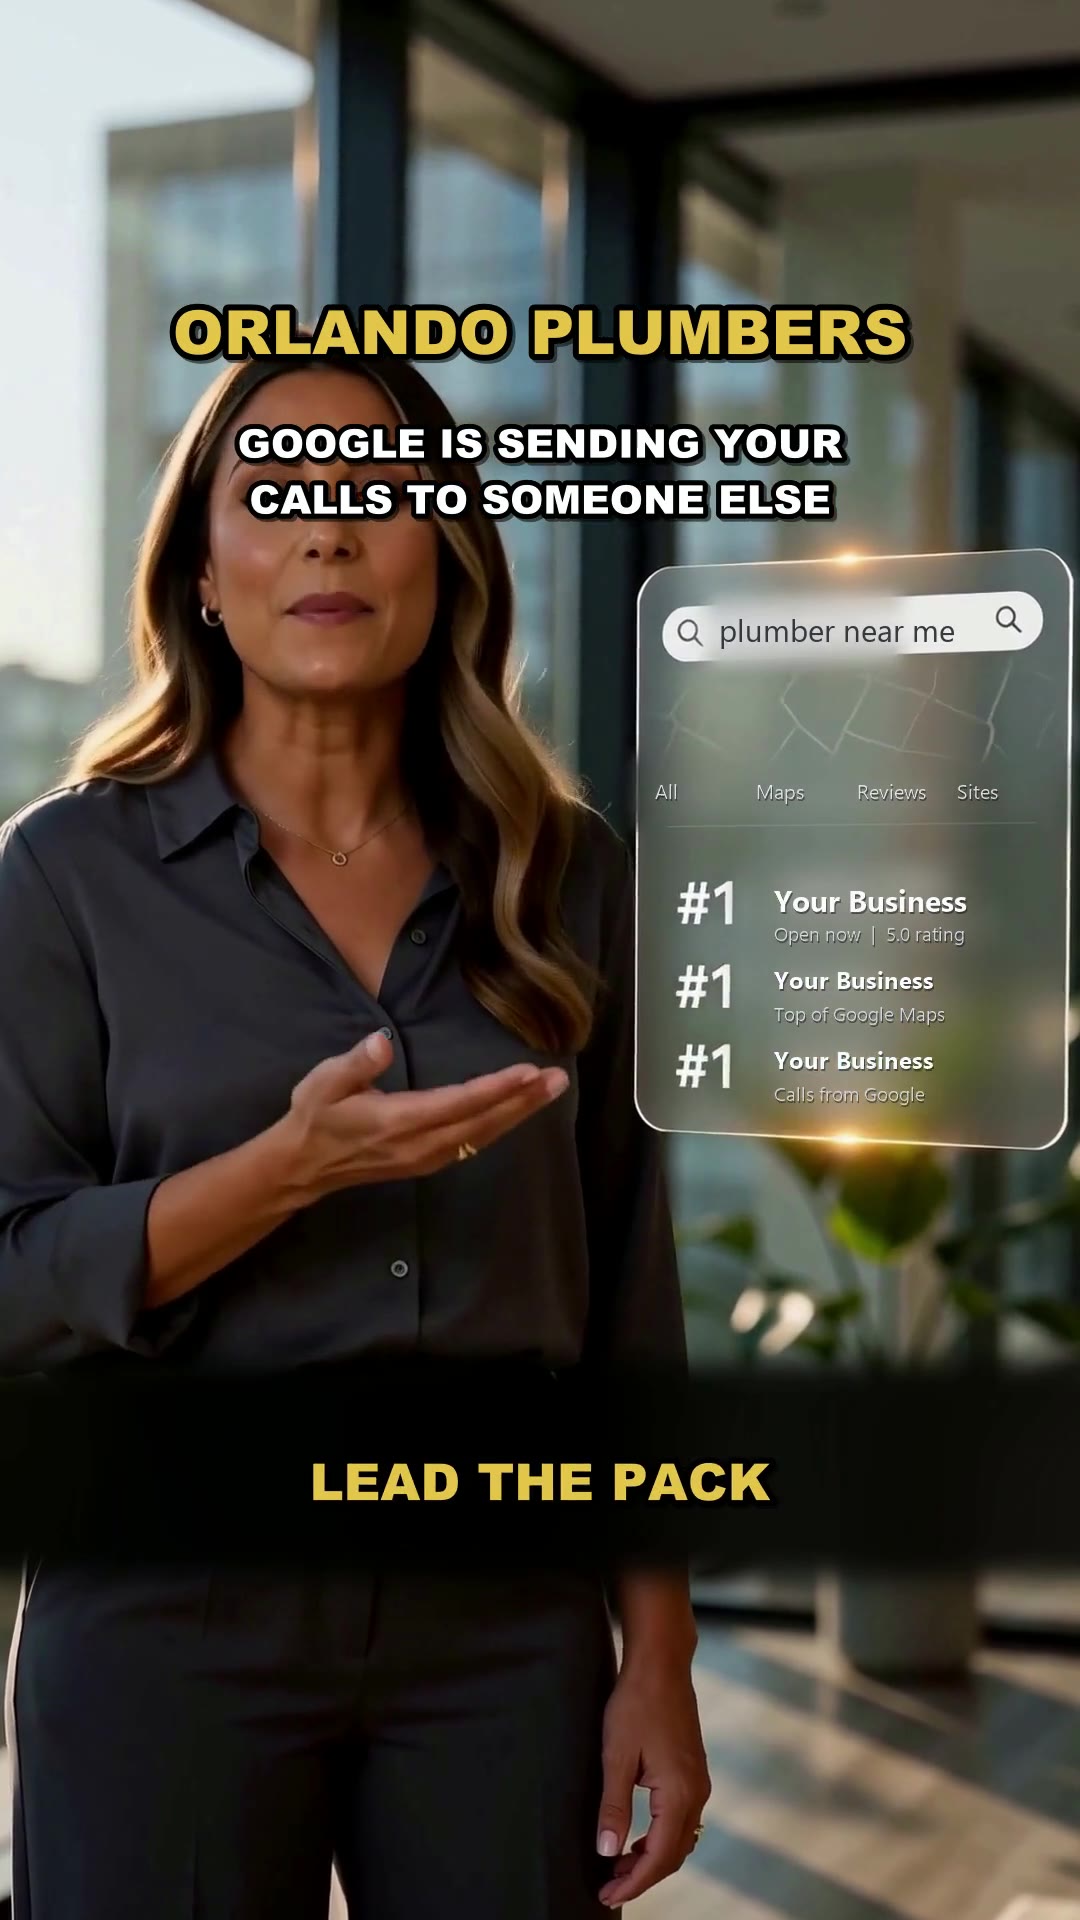 ORLANDO PLUMBERS
GOOGLE IS SENDING YOUR
CALLS TO SOMEONE ELSE
plumber near me
All Maps Reviews Sites
#1 Your Business
Open now | 5.0 rating
#1 Your Business
Top of Google Maps
#1 Your Business
Calls from Google
LEAD THE PACK